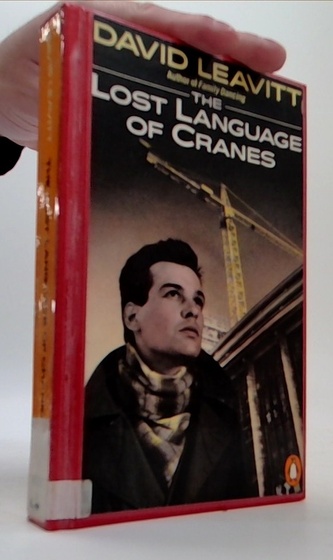 DAVID LEAVITT
Author of Family Dancing
THE
LOST LANGUAGE
OF CRANES